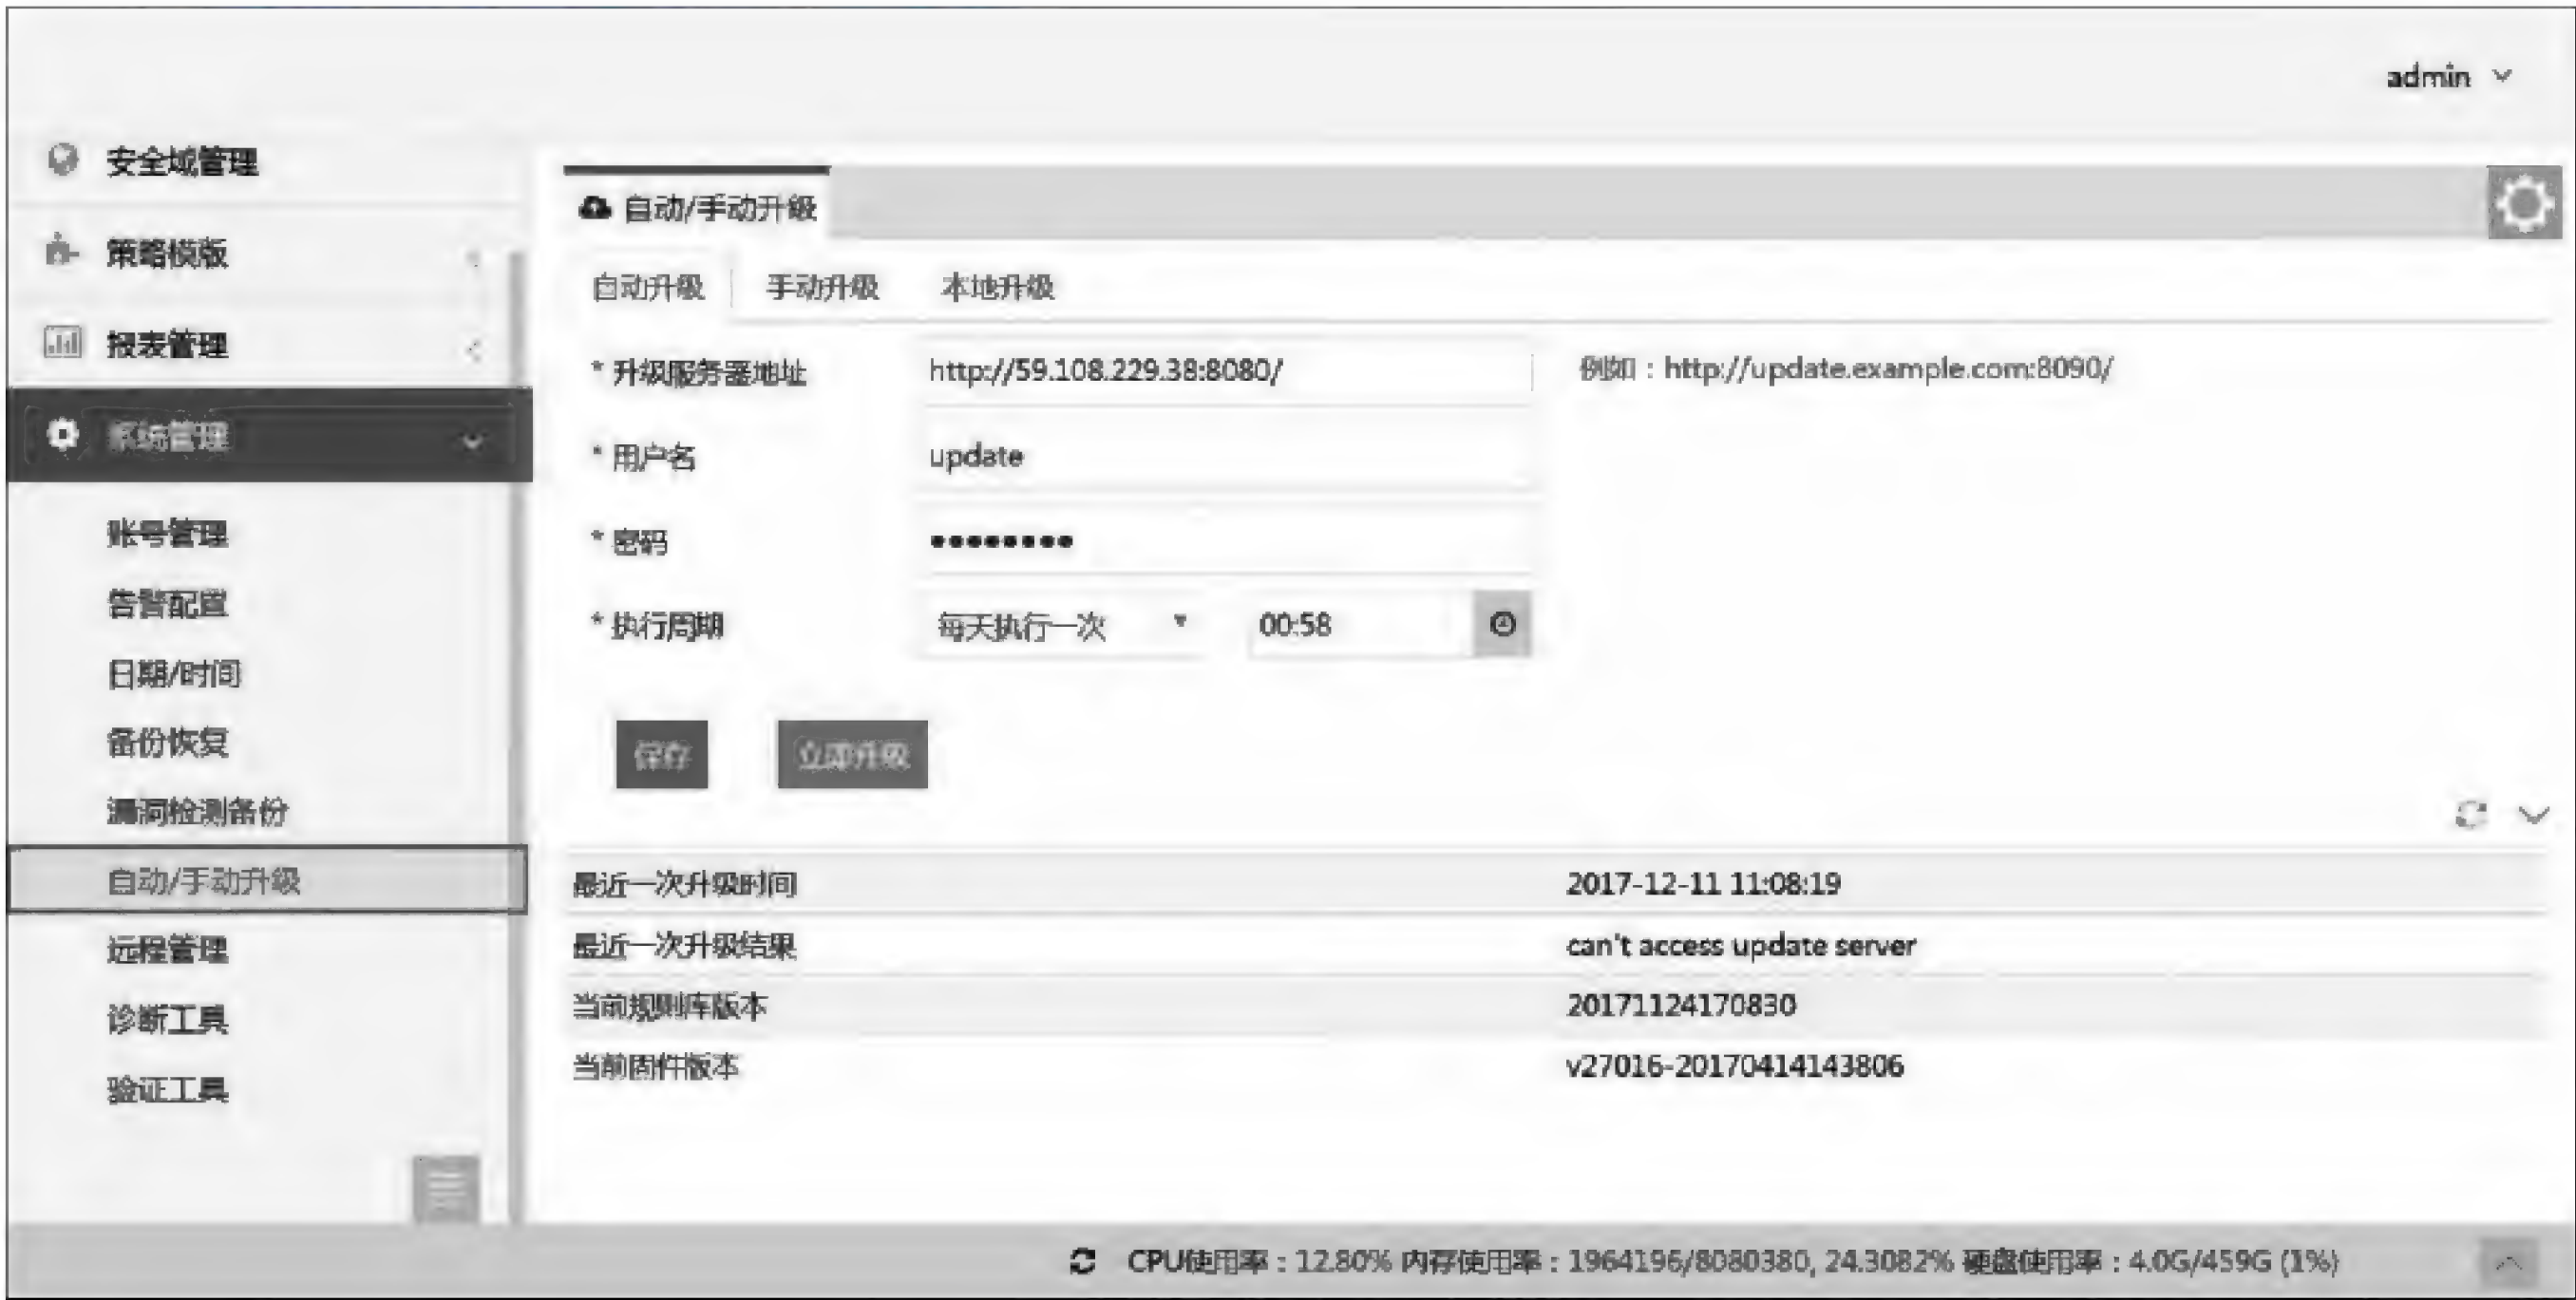 admin
安全域管理
策略模版
报表管理
系统管理
账号管理
告警配置
日期/时间
备份恢复
漏洞检测备份
自动/手动升级
远程管理
诊断工具
验证工具
自动/手动升级
自动升级 手动升级 本地升级
* 升级服务器地址 http://59.108.229.38:8080/ 例如：http://update.example.com:8090/
* 用户名 update
* 密码 ••••••••
* 执行周期 每天执行一次 00:58
保存 立即升级
最近一次升级时间 2017-12-11 11:08:19
最近一次升级结果 can't access update server
当前规则库版本 20171124170830
当前固件版本 v27016-20170414143806
CPU使用率：12.80% 内存使用率：1964196/8080380, 24.3082% 硬盘使用率：4.0G/459G (1%)